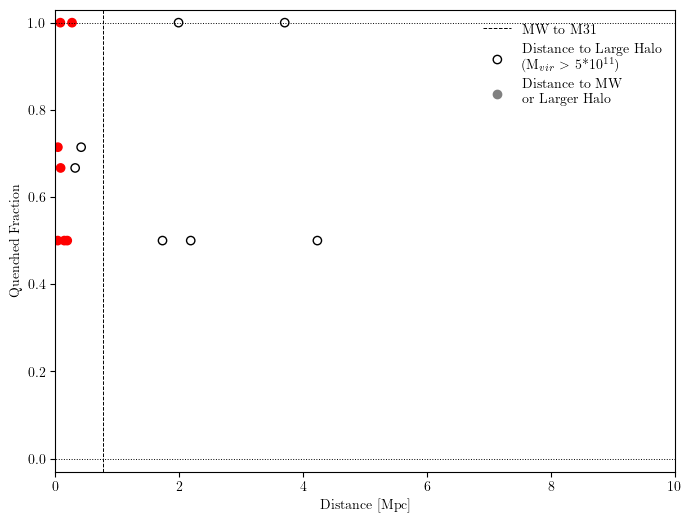 1.0
0.8
0.6
0.4
0.2
0.0
Quenched Fraction
0
2
4
6
8
10
Distance [Mpc]
MW to M31
Distance to Large Halo
(M_vir > 5*10^11)
Distance to MW
or Larger Halo